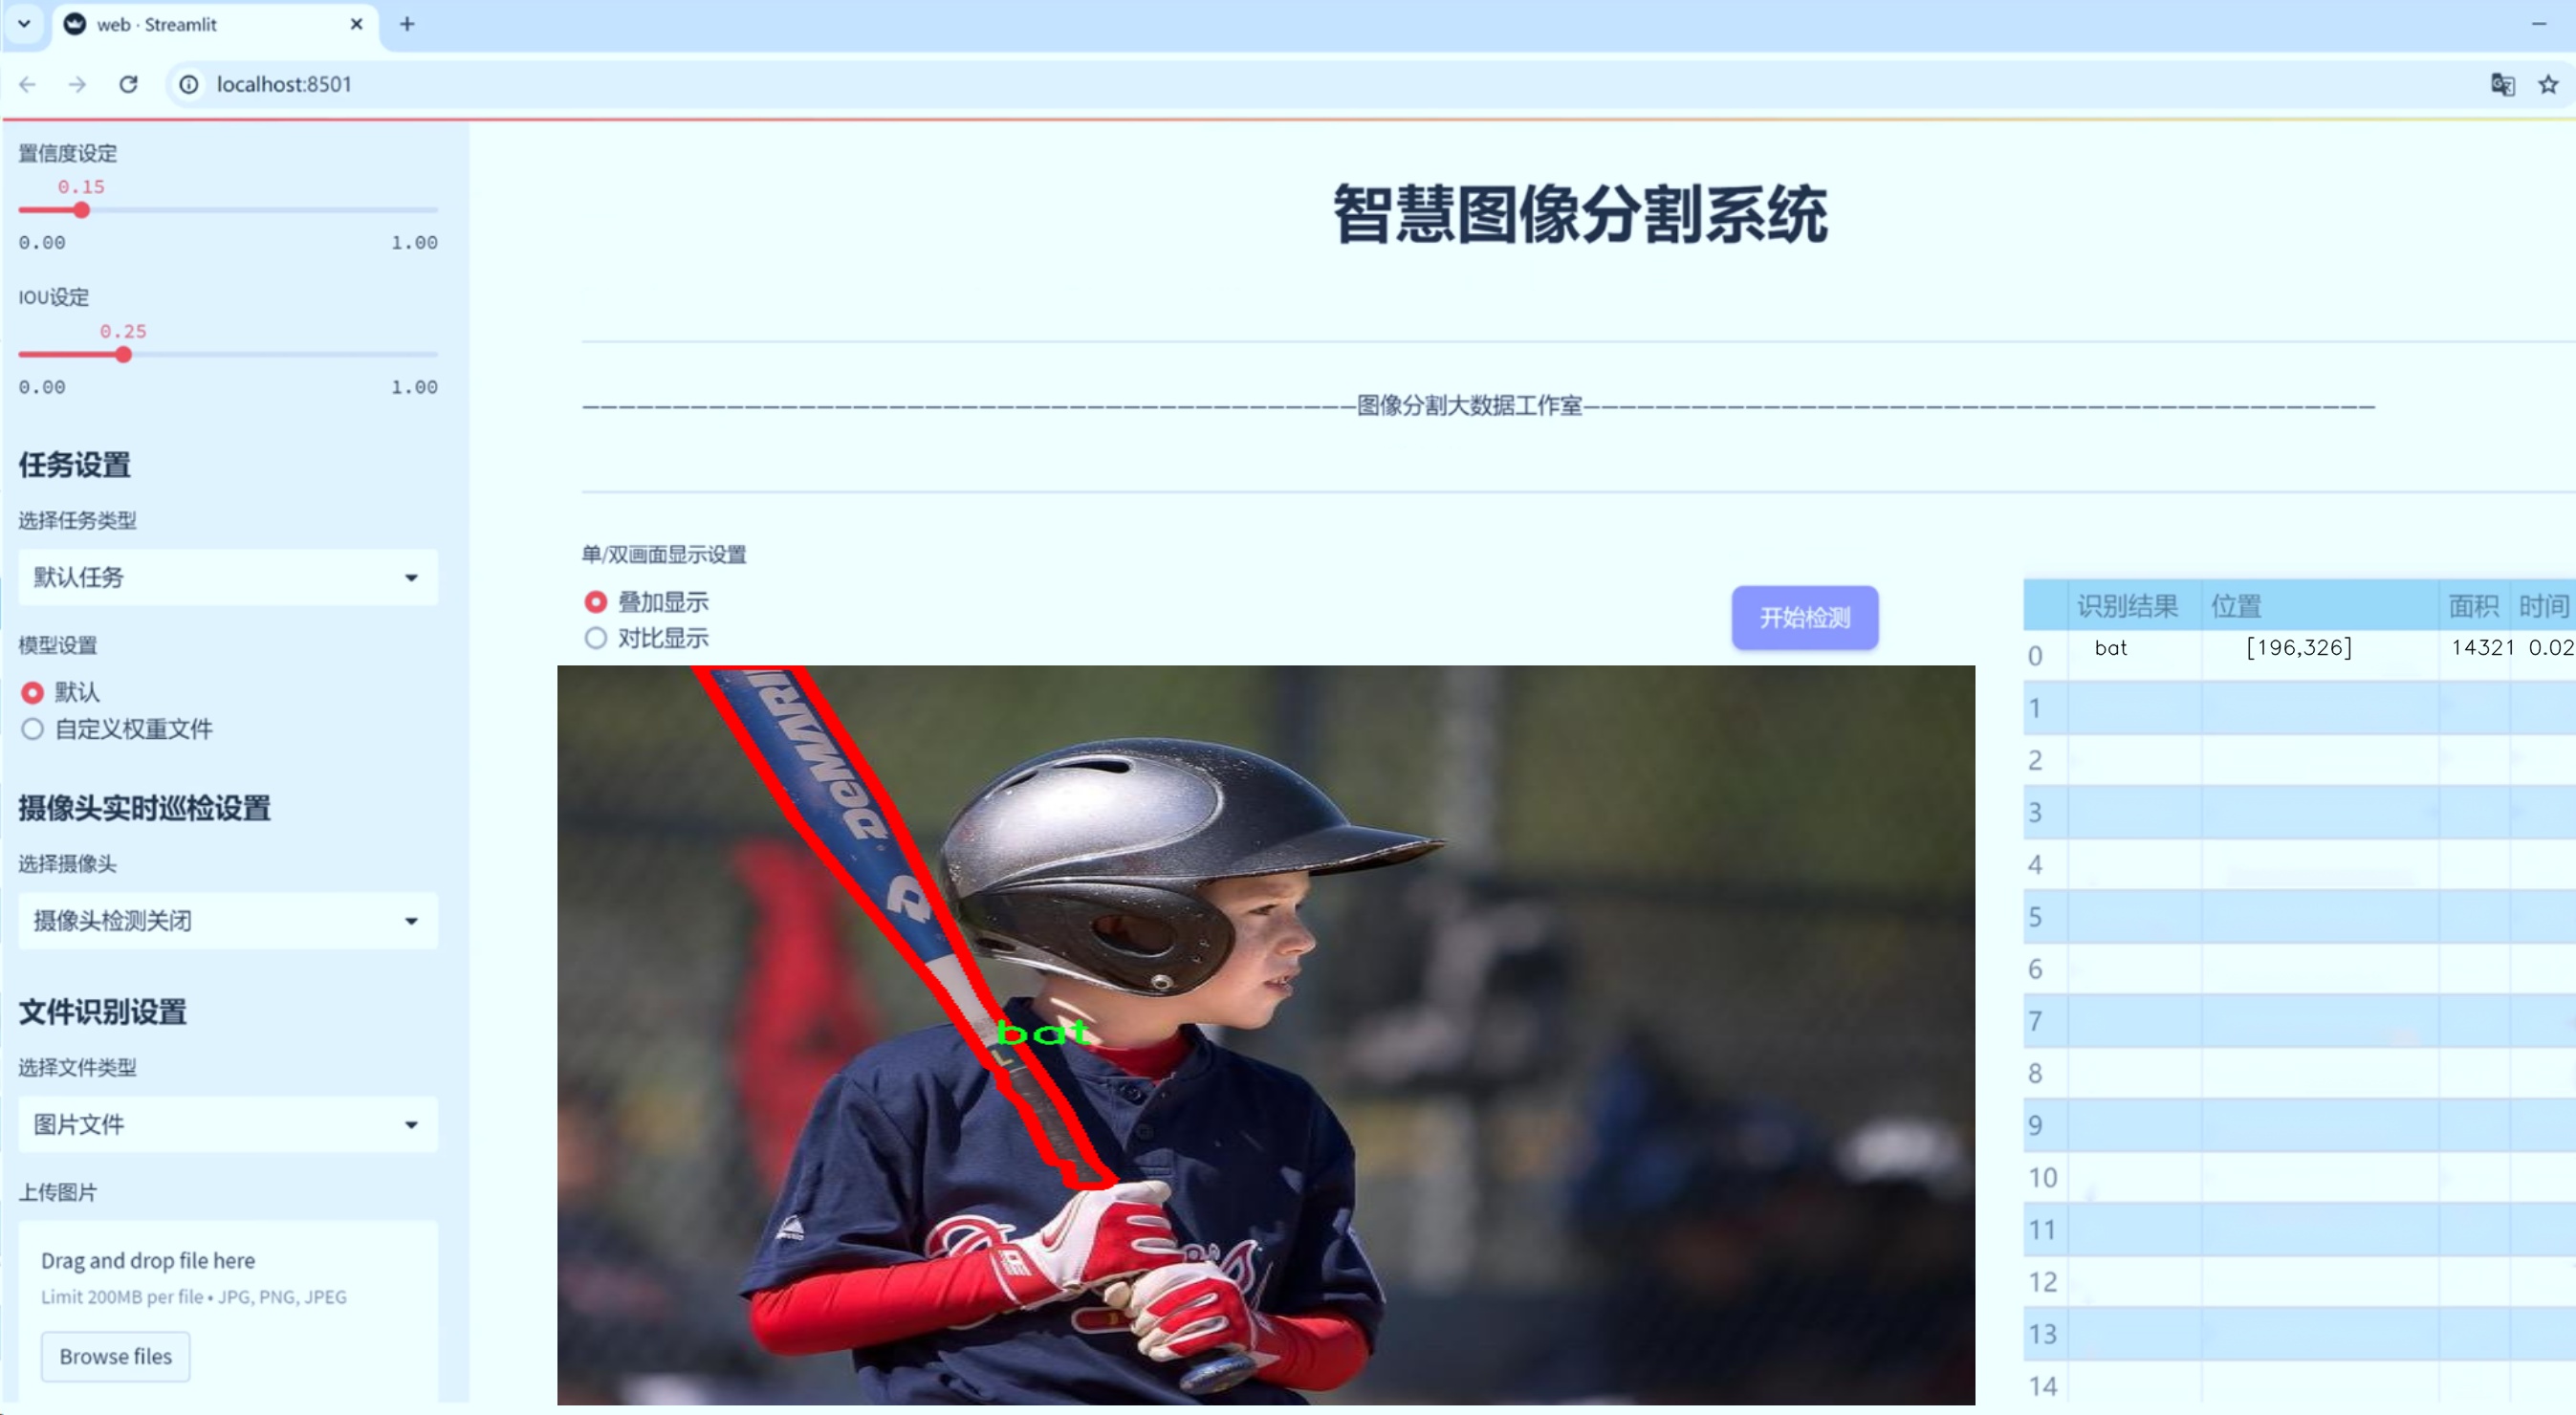 web · Streamlit
localhost:8501
置信度设定
0.15
0.00 1.00
IOU设定
0.25
0.00 1.00
任务设置
选择任务类型
默认任务
模型设置
默认
自定义权重文件
摄像头实时巡检设置
选择摄像头
摄像头检测关闭
文件识别设置
选择文件类型
图片文件
上传图片
Drag and drop file here
Limit 200MB per file • JPG, PNG, JPEG
Browse files
智慧图像分割系统
———————————————————————————————————————————图像分割大数据工作室————————————————————————————————————————————
单/双画面显示设置
叠加显示
对比显示
开始检测
DeMARI
D
bat
识别结果 位置 面积 时间
0 bat [196,326] 14321 0.02
1
2
3
4
5
6
7
8
9
10
11
12
13
14